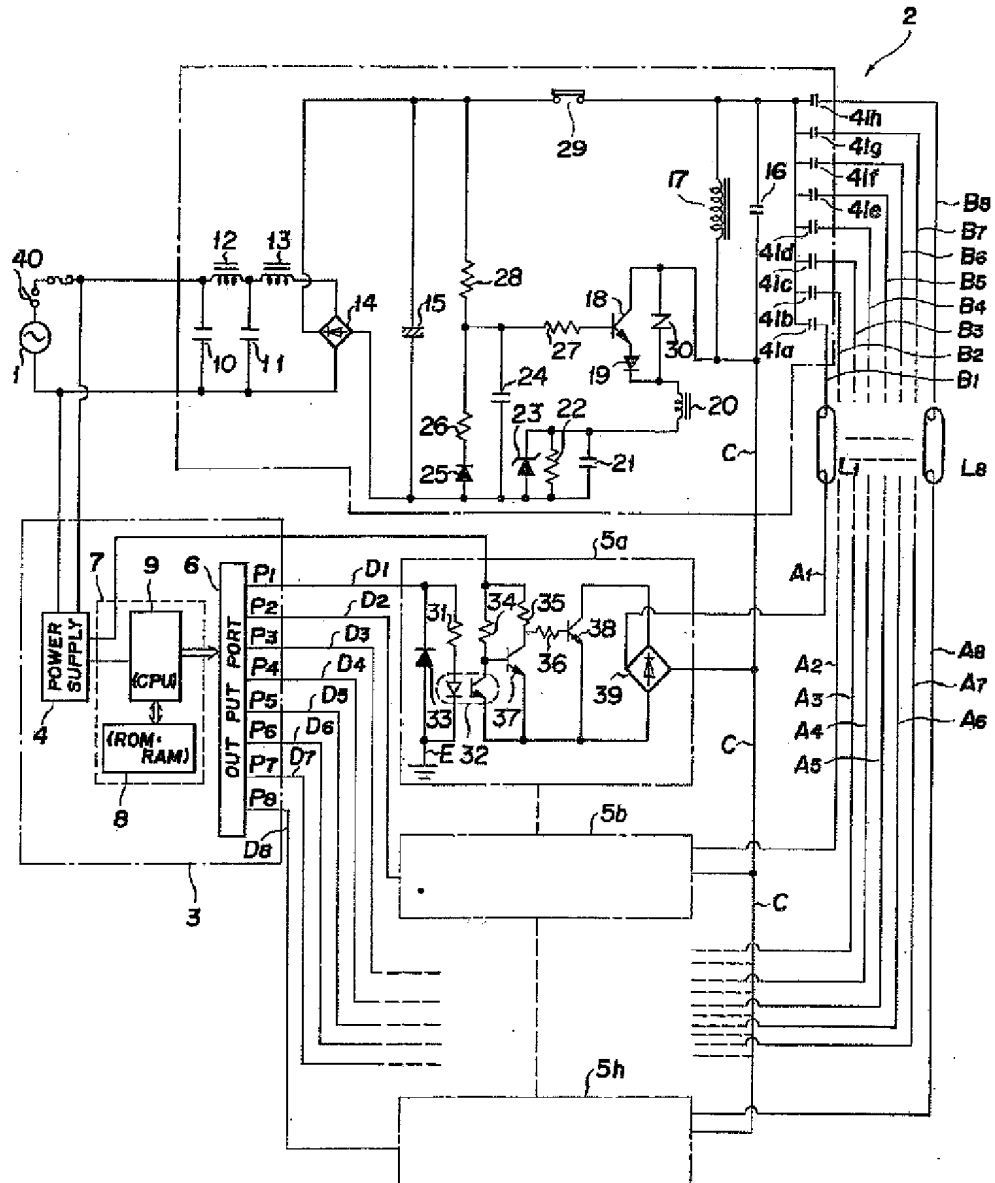 2
29
41h
41g
41f
41e
41d
41c
41b
41a
16
17
B8
B7
B6
B5
B4
B3
B2
B1
40
12
13
14
15
28
18
30
1
10
11
27
19
24
20
26
23
22
25
21
C
L1
L8
5a
7
9
6
P1
D1
A1
P2
D2
31
34
35
P3
D3
38
POWER SUPPLY
(CPU)
OUT PUT PORT
P4
D4
36
39
A2
A8
P5
D5
A3
A7
4
33
37
P6
D6
A4
A6
(ROM·
RAM)
E
32
C
P7
D7
A5
8
P8
D8
5b
3
C
5h